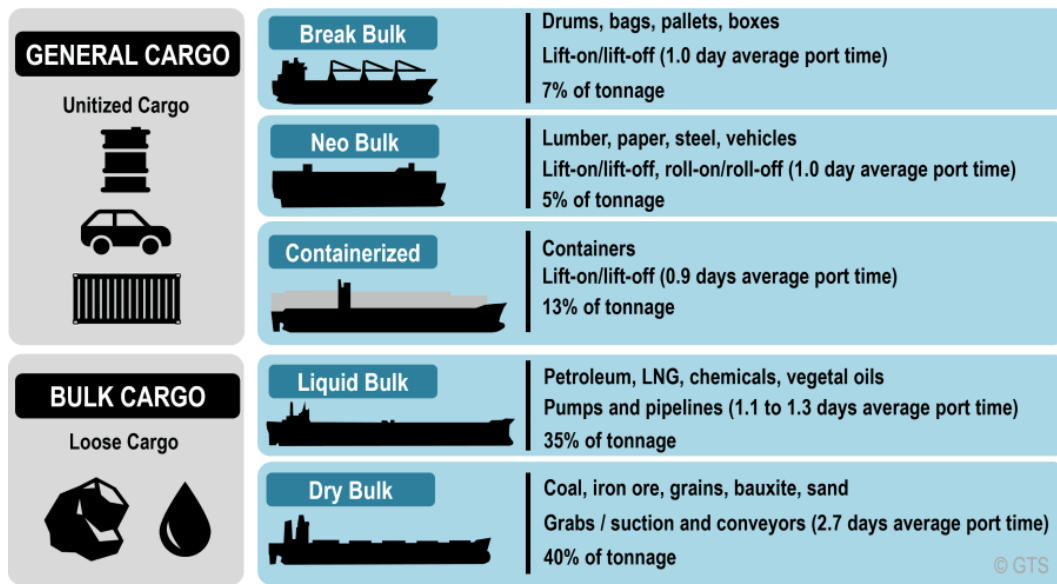 GENERAL CARGO
Unitized Cargo
Break Bulk
Drums, bags, pallets, boxes
Lift-on/lift-off (1.0 day average port time)
7% of tonnage
Neo Bulk
Lumber, paper, steel, vehicles
Lift-on/lift-off, roll-on/roll-off (1.0 day average port time)
5% of tonnage
Containerized
Containers
Lift-on/lift-off (0.9 days average port time)
13% of tonnage
BULK CARGO
Loose Cargo
Liquid Bulk
Petroleum, LNG, chemicals, vegetal oils
Pumps and pipelines (1.1 to 1.3 days average port time)
35% of tonnage
Dry Bulk
Coal, iron ore, grains, bauxite, sand
Grabs / suction and conveyors (2.7 days average port time)
40% of tonnage
© GTS